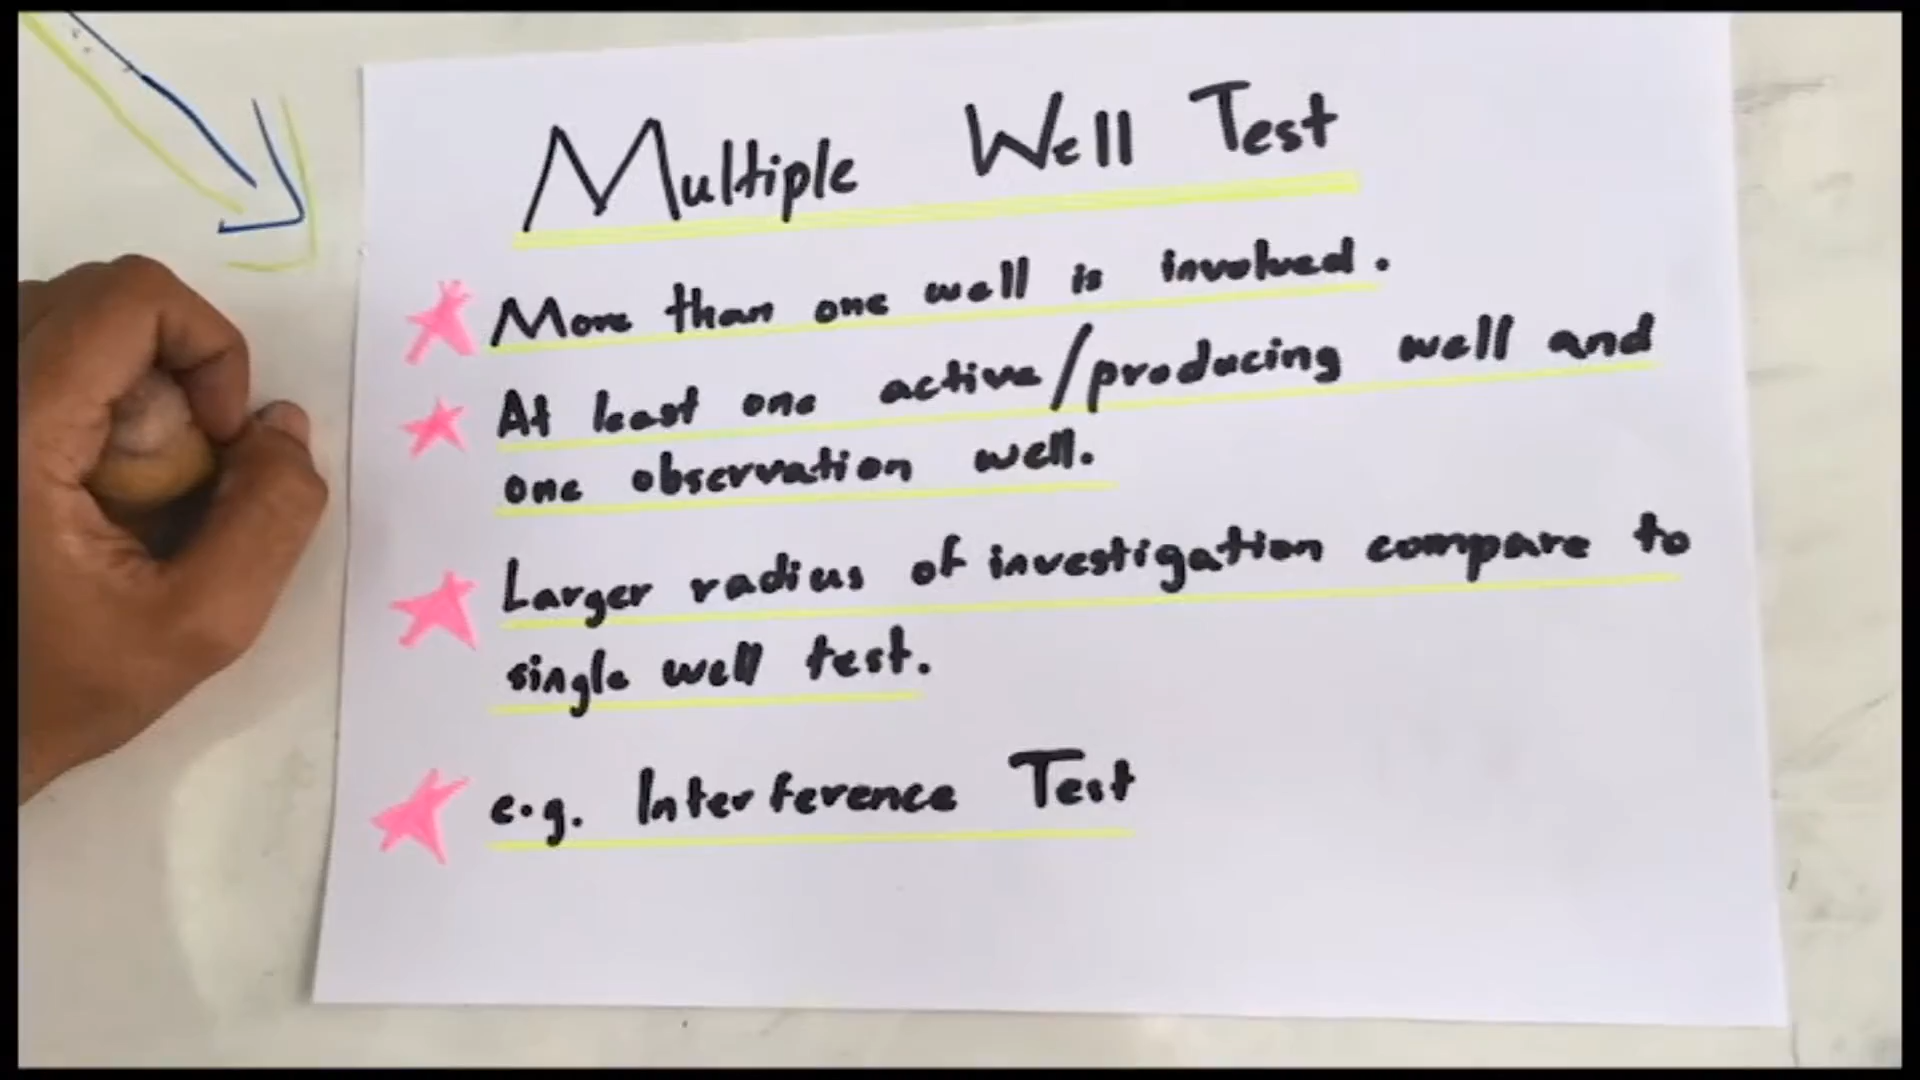 Multiple Well Test
More than one well is involved.
At least one active/producing well and
one observation well.
Larger radius of investigation compare to
single well test.
e.g. Interference Test